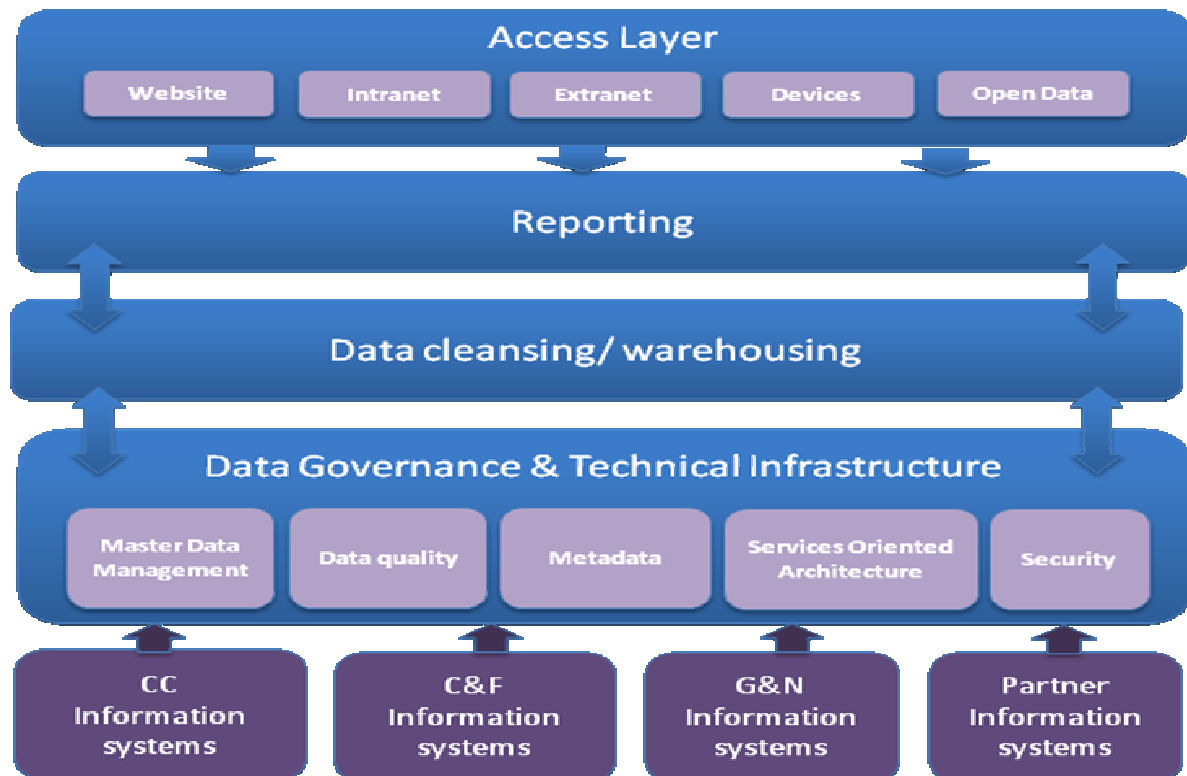 Access Layer
Website Intranet Extranet Devices Open Data
Reporting
Data cleansing/ warehousing
Data Governance & Technical Infrastructure
Master Data
Management
Data quality
Metadata
Services Oriented
Architecture
Security
CC
Information
systems
C&F
Information
systems
G&N
Information
systems
Partner
Information
systems